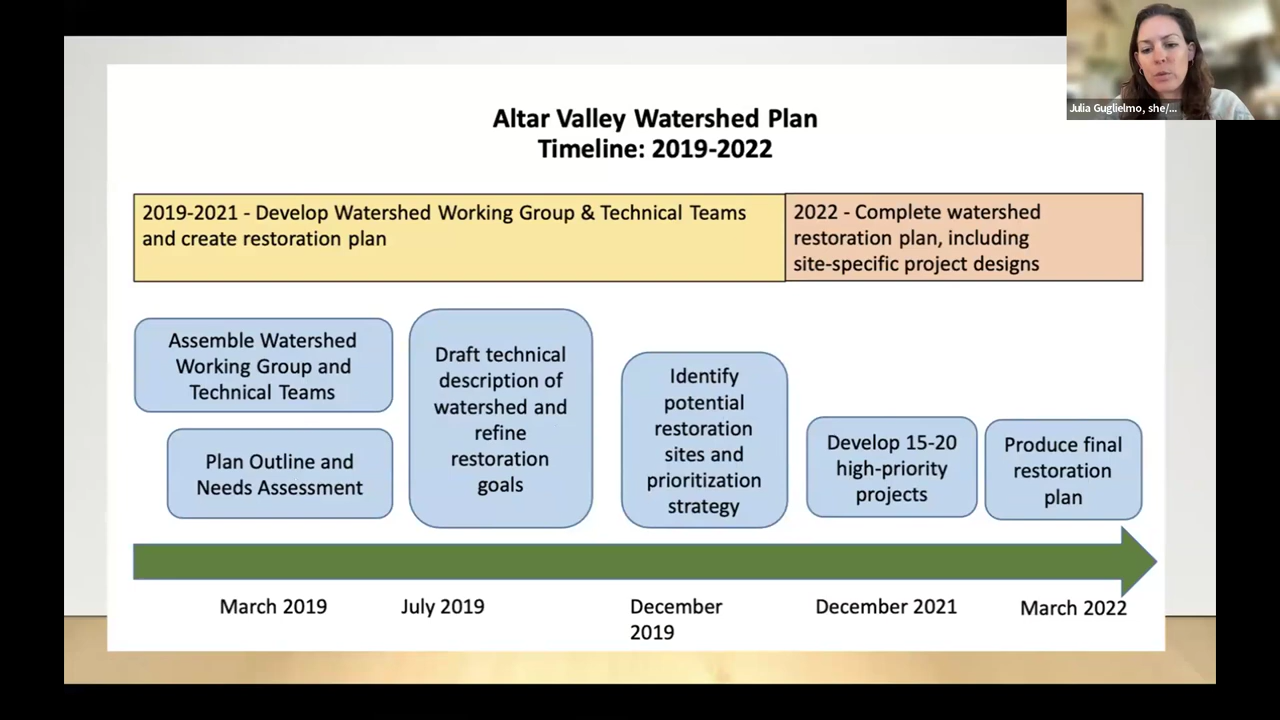 Altar Valley Watershed Plan
Timeline: 2019-2022
Julia Guglielmo, she/...
2019-2021 - Develop Watershed Working Group & Technical Teams
and create restoration plan
2022 - Complete watershed
restoration plan, including
site-specific project designs
Assemble Watershed
Working Group and
Technical Teams
Plan Outline and
Needs Assessment
Draft technical
description of
watershed and
refine
restoration
goals
Identify
potential
restoration
sites and
prioritization
strategy
Develop 15-20
high-priority
projects
Produce final
restoration
plan
March 2019
July 2019
December
2019
December 2021
March 2022